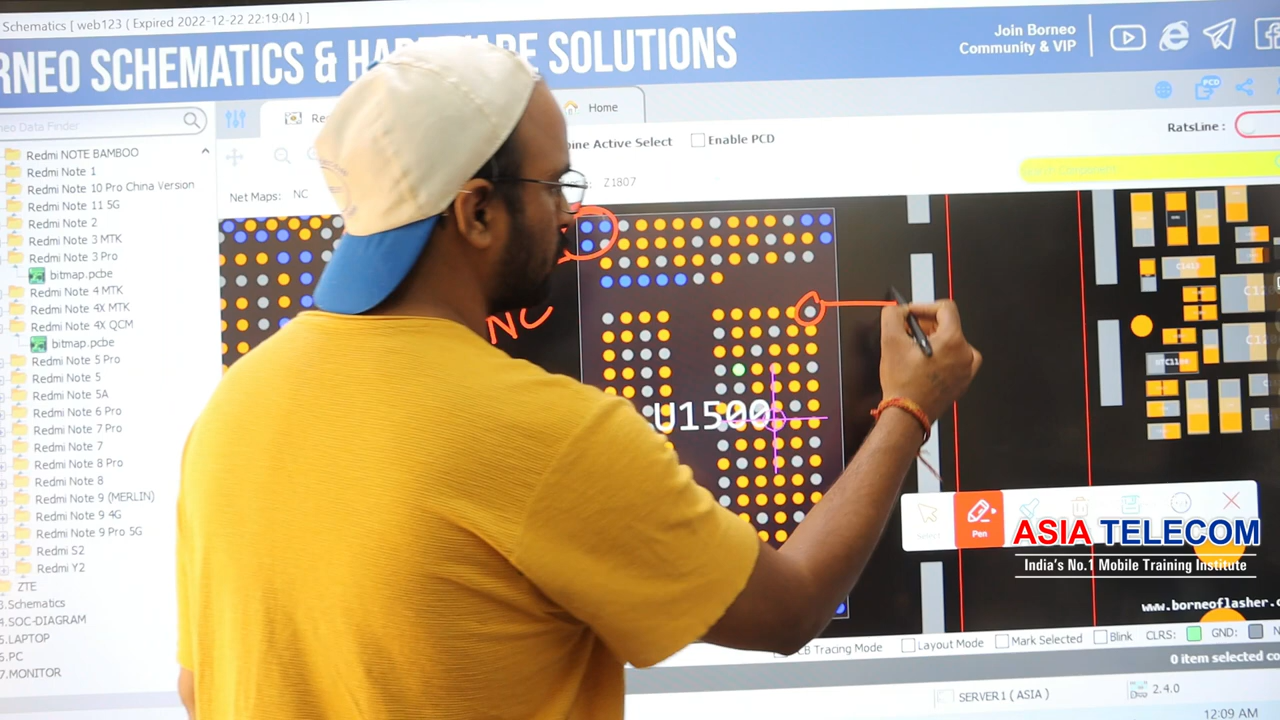 Schematics [ web123 ( Expired 2022-12-22 22:19:04 ) ]
RNEO SCHEMATICS & HARDWARE SOLUTIONS
Join Borneo
Community & VIP
neo Data Finder
Home
Active Select
Enable PCD
RatsLine :
Net Maps: NC
Z1807
Search Component
Redmi NOTE BAMBOO
Redmi Note 1
Redmi Note 10 Pro China Version
Redmi Note 11 5G
Redmi Note 2
Redmi Note 3 MTK
Redmi Note 3 Pro
bitmap.pcbe
Redmi Note 4 MTK
Redmi Note 4X MTK
Redmi Note 4X QCM
bitmap.pcbe
Redmi Note 5 Pro
Redmi Note 5
Redmi Note 5A
Redmi Note 6 Pro
Redmi Note 7 Pro
Redmi Note 7
Redmi Note 8 Pro
Redmi Note 8
Redmi Note 9 (MERLIN)
Redmi Note 9 4G
Redmi Note 9 Pro 5G
Redmi S2
Redmi Y2
ZTE
3.Schematics
4.SOC-DIAGRAM
5.LAPTOP
6.PC
7.MONITOR
NC
U1500
C1413
Select
Pen
ASIA TELECOM
India's No.1 Mobile Training Institute
www.borneoflasher.c
CB Tracing Mode
Layout Mode
Mark Selected
Blink
CLRS:
GND:
N
0 item selected co
SERVER1 ( ASIA )
2.4.0
12:09 AM